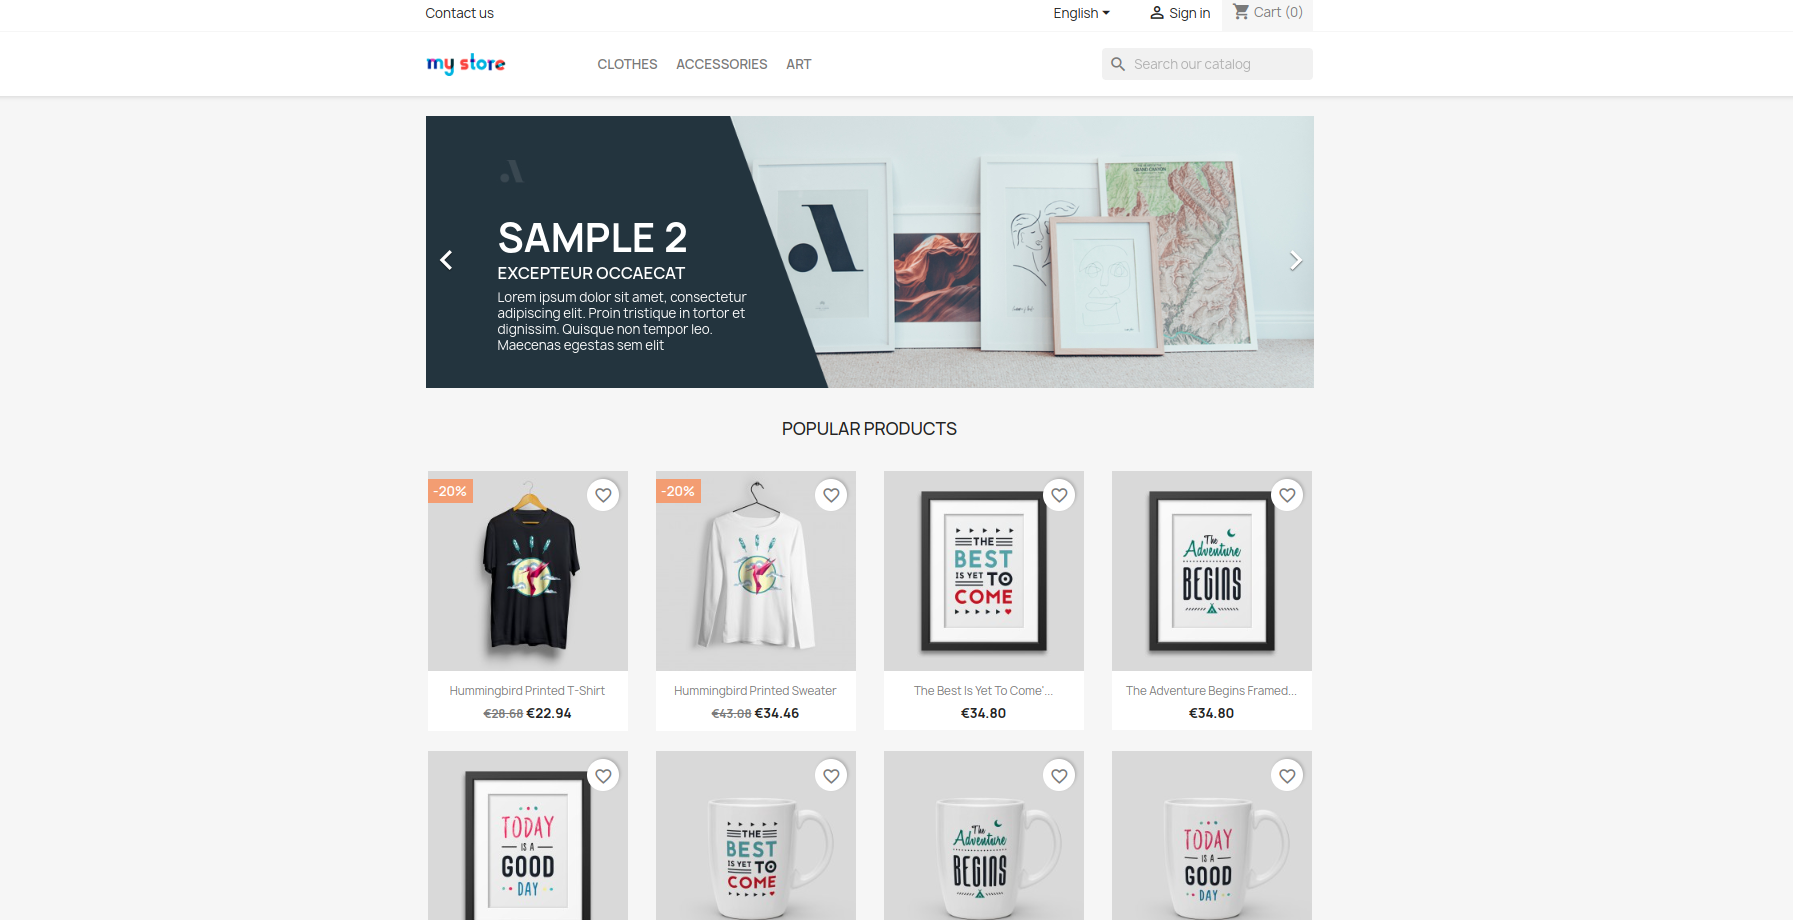 Contact us
English
Sign in
Cart (0)
my store
CLOTHES
ACCESSORIES
ART
Search our catalog
SAMPLE 2
EXCEPTEUR OCCAECAT
Lorem ipsum dolor sit amet, consectetur
adipiscing elit. Proin tristique in tortor et
dignissim. Quisque non tempor leo.
Maecenas egestas sem elit
POPULAR PRODUCTS
-20%
-20%
THE
BEST
IS YET TO
COME
The
Adventure
BEGINS
Hummingbird Printed T-Shirt
€28.68 €22.94
Hummingbird Printed Sweater
€43.08 €34.46
The Best Is Yet To Come'...
€34.80
The Adventure Begins Framed...
€34.80
TODAY
IS A
GOOD
DAY
THE
BEST
IS YET TO
COME
The
Adventure
BEGINS
TODAY
IS A
GOOD
DAY